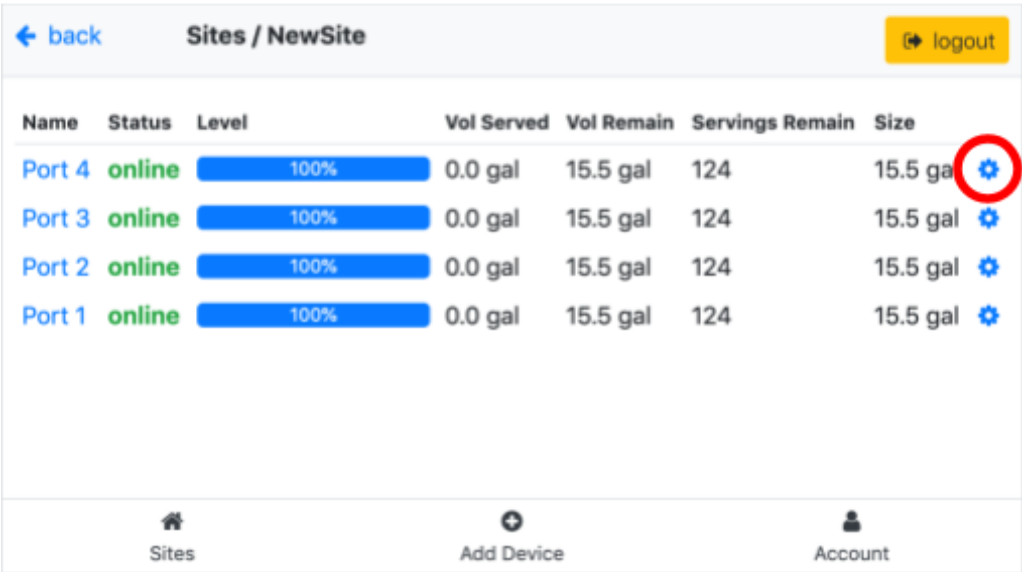 back Sites / NewSite logout
Name Status Level Vol Served Vol Remain Servings Remain Size
Port 4 online 100% 0.0 gal 15.5 gal 124 15.5 ga
Port 3 online 100% 0.0 gal 15.5 gal 124 15.5 gal
Port 2 online 100% 0.0 gal 15.5 gal 124 15.5 gal
Port 1 online 100% 0.0 gal 15.5 gal 124 15.5 gal
Sites Add Device Account